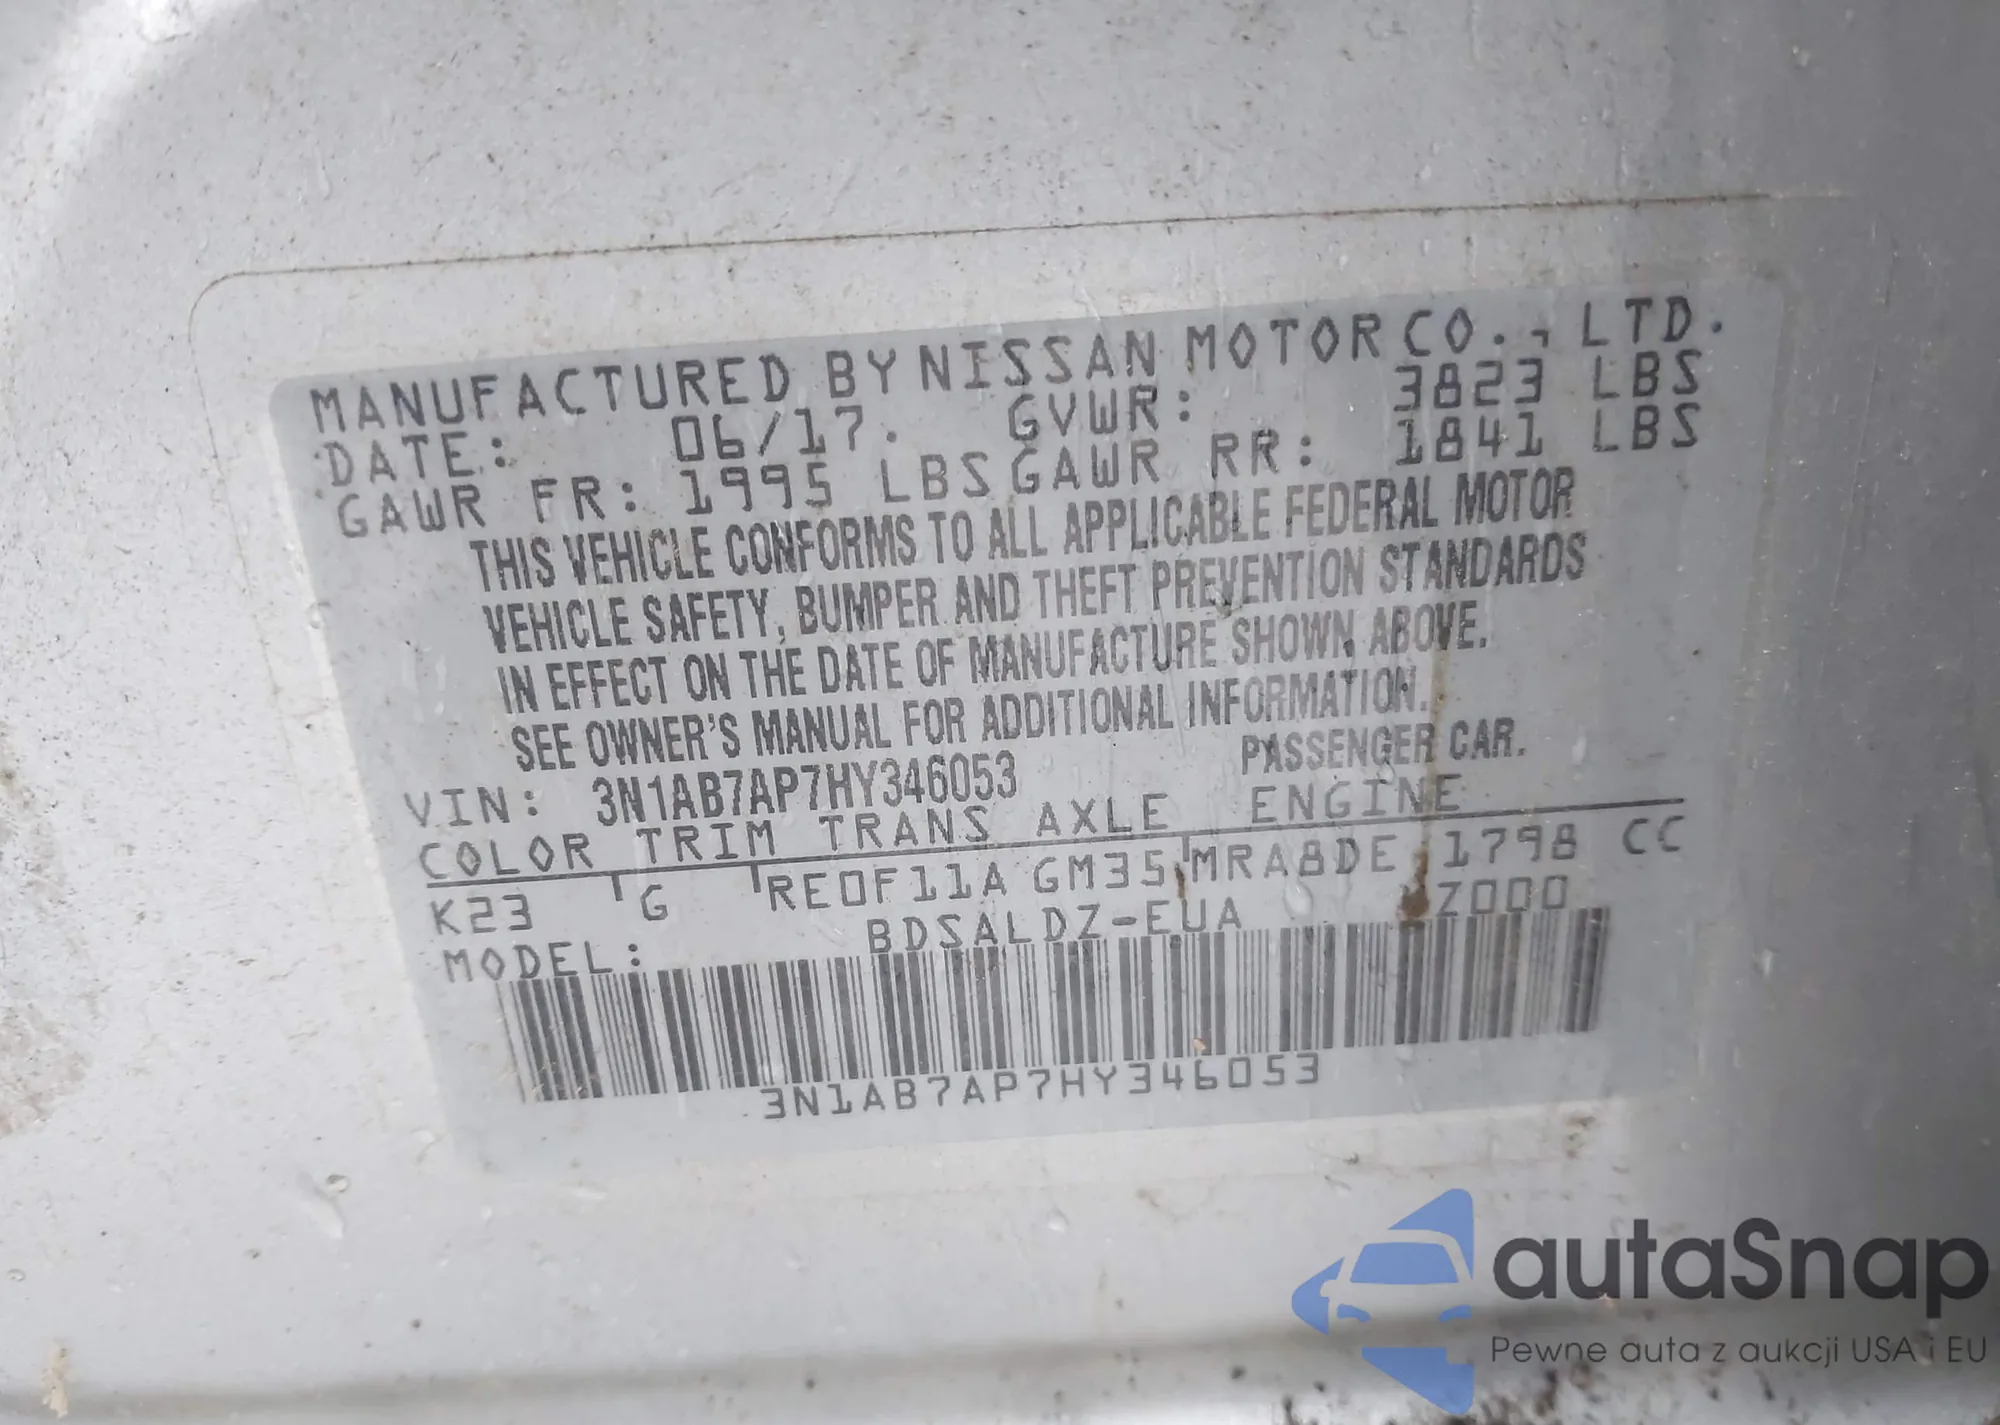 MANUFACTURED BY NISSAN MOTOR CO., LTD.
DATE: 06/17. GVWR: 3823 LBS
GAWR FR: 1995 LBS GAWR RR: 1841 LBS
THIS VEHICLE CONFORMS TO ALL APPLICABLE FEDERAL MOTOR
VEHICLE SAFETY, BUMPER AND THEFT PREVENTION STANDARDS
IN EFFECT ON THE DATE OF MANUFACTURE SHOWN ABOVE.
SEE OWNER'S MANUAL FOR ADDITIONAL INFORMATION.
VIN: 3N1AB7AP7HY346053 PASSENGER CAR.
COLOR TRIM TRANS AXLE ENGINE
K23 G RE0F11A GM35 MRA8DE 1798 CC
MODEL: BDSALDZ-EUA Z000
3N1AB7AP7HY346053
autaSnap
Pewne auta z aukcji USA i EU